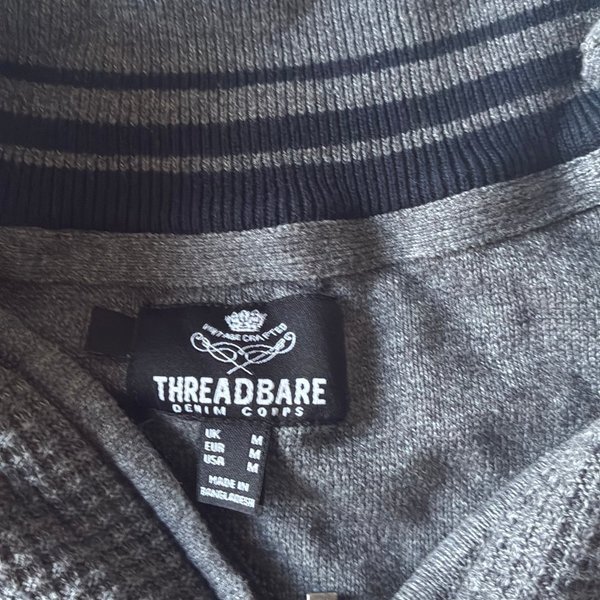 VINTAGE CRAFTED
THREADBARE
DENIM CORPS
UK M
EUR M
USA M
MADE IN
BANGLADESH